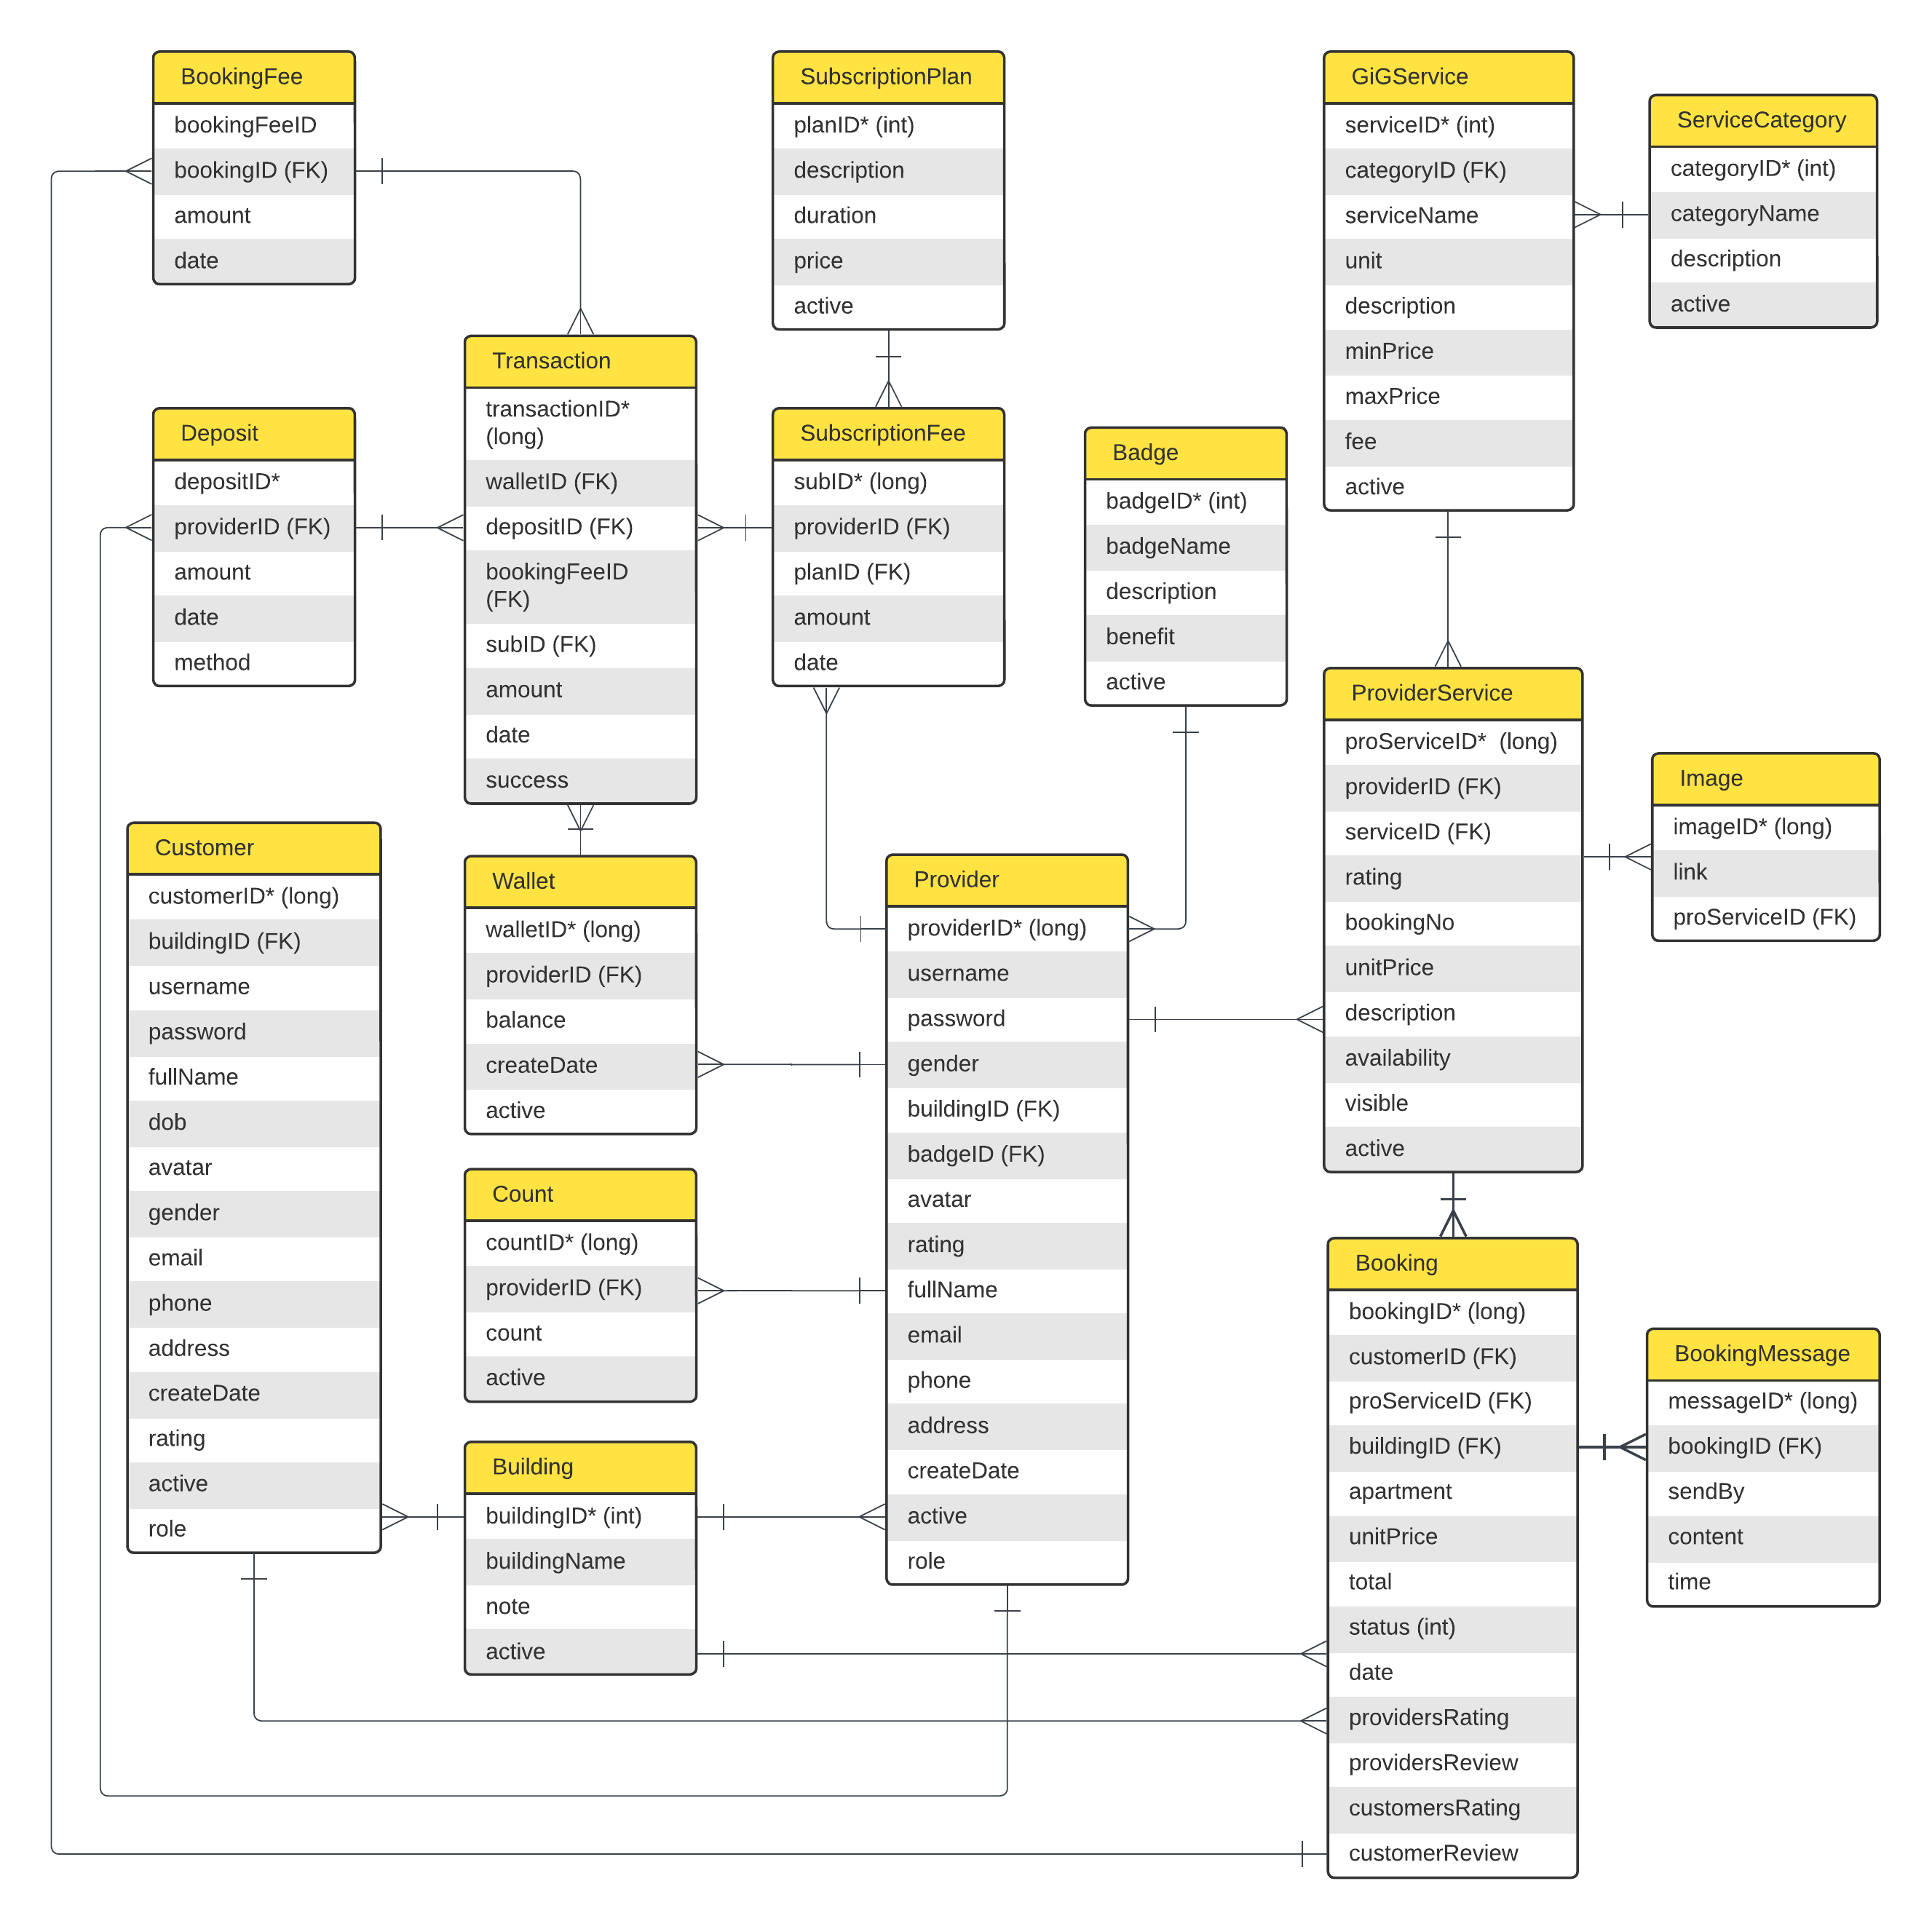 BookingFee
bookingFeeID
bookingID (FK)
amount
date
SubscriptionPlan
planID* (int)
description
duration
price
active
GiGService
serviceID* (int)
categoryID (FK)
serviceName
unit
description
minPrice
maxPrice
fee
active
ServiceCategory
categoryID* (int)
categoryName
description
active
Transaction
transactionID*
(long)
walletID (FK)
depositID (FK)
bookingFeeID
(FK)
subID (FK)
amount
date
success
Deposit
depositID*
providerID (FK)
amount
date
method
SubscriptionFee
subID* (long)
providerID (FK)
planID (FK)
amount
date
Badge
badgeID* (int)
badgeName
description
benefit
active
ProviderService
proServiceID* (long)
providerID (FK)
serviceID (FK)
rating
bookingNo
unitPrice
description
availability
visible
active
Image
imageID* (long)
link
proServiceID (FK)
Customer
customerID* (long)
buildingID (FK)
username
password
fullName
dob
avatar
gender
email
phone
address
createDate
rating
active
role
Wallet
walletID* (long)
providerID (FK)
balance
createDate
active
Provider
providerID* (long)
username
password
gender
buildingID (FK)
badgeID (FK)
avatar
rating
fullName
email
phone
address
createDate
active
role
Count
countID* (long)
providerID (FK)
count
active
Building
buildingID* (int)
buildingName
note
active
Booking
bookingID* (long)
customerID (FK)
proServiceID (FK)
buildingID (FK)
apartment
unitPrice
total
status (int)
date
providersRating
providersReview
customersRating
customerReview
BookingMessage
messageID* (long)
bookingID (FK)
sendBy
content
time